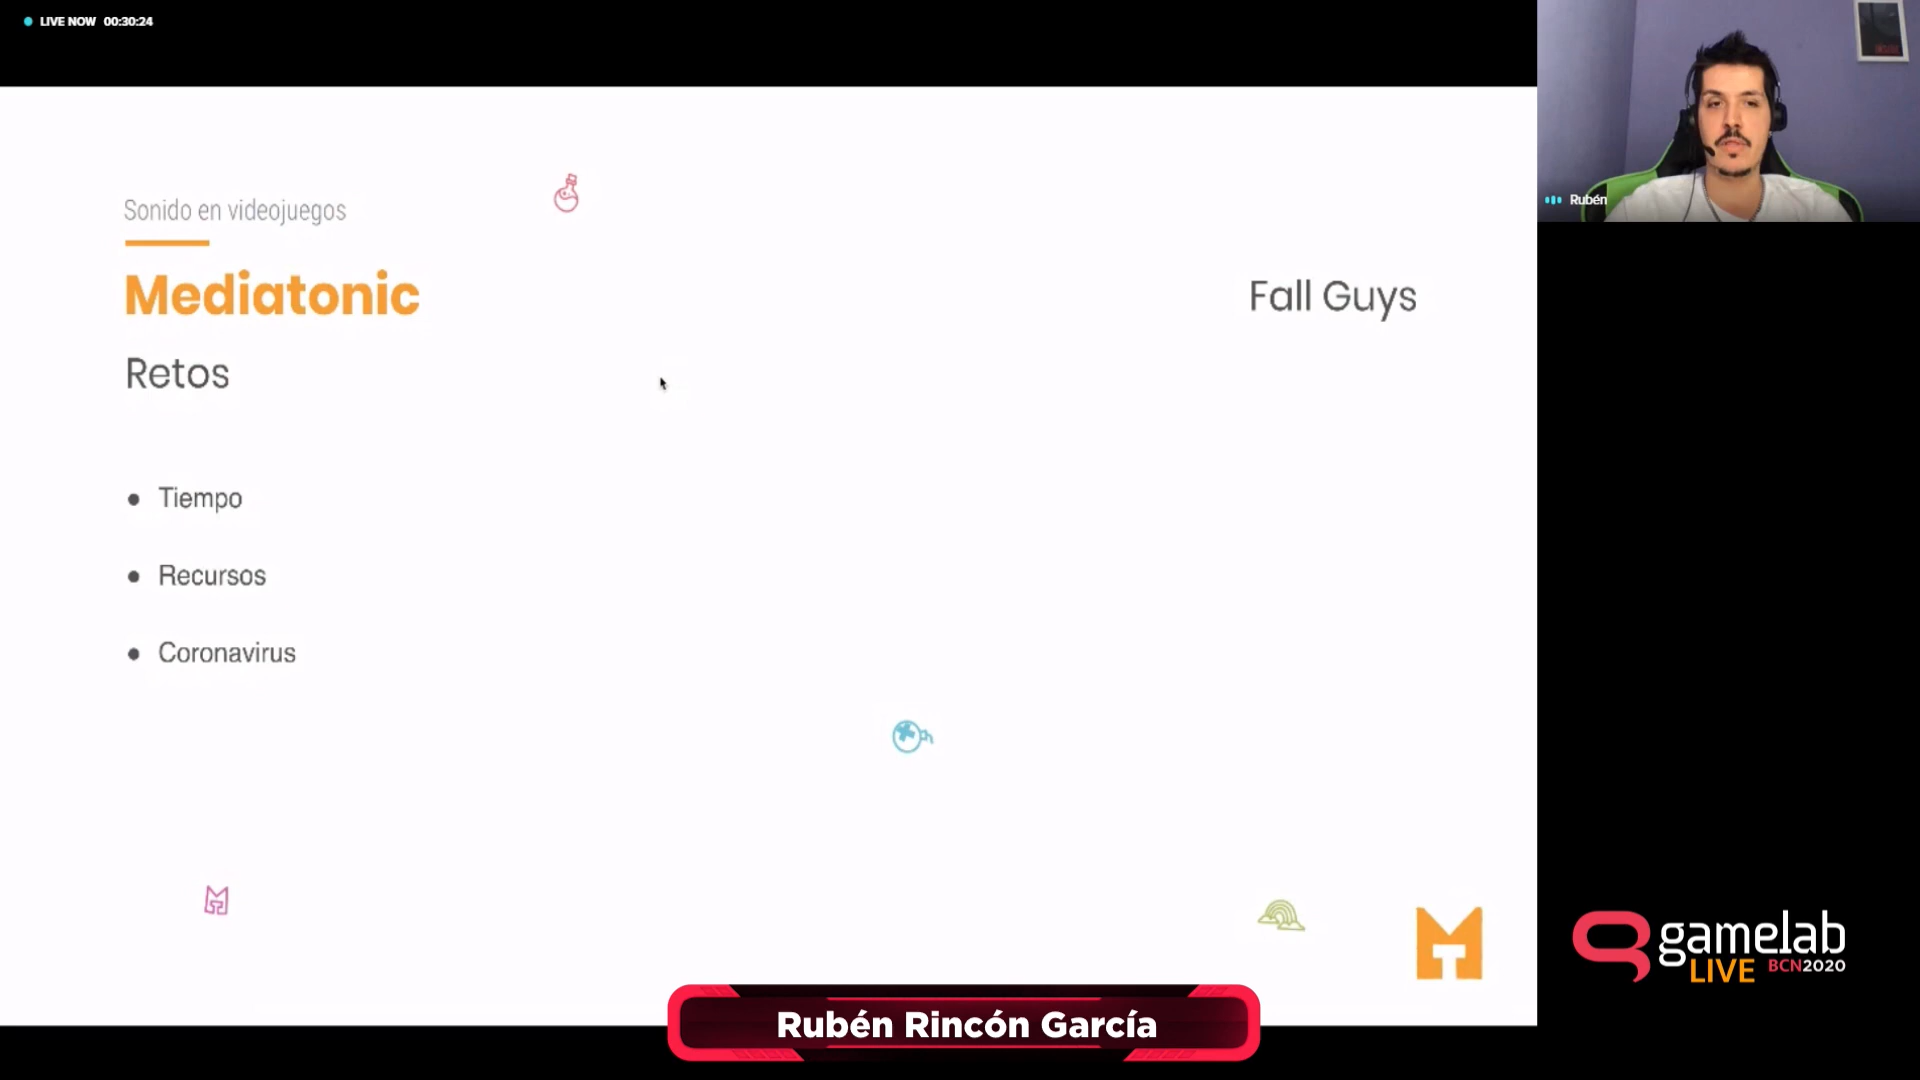 LIVE NOW 00:30:24
Rubén
Sonido en videojuegos
Mediatonic
Fall Guys
Retos
Tiempo
Recursos
Coronavirus
gamelab
LIVE BCN2020
Rubén Rincón García